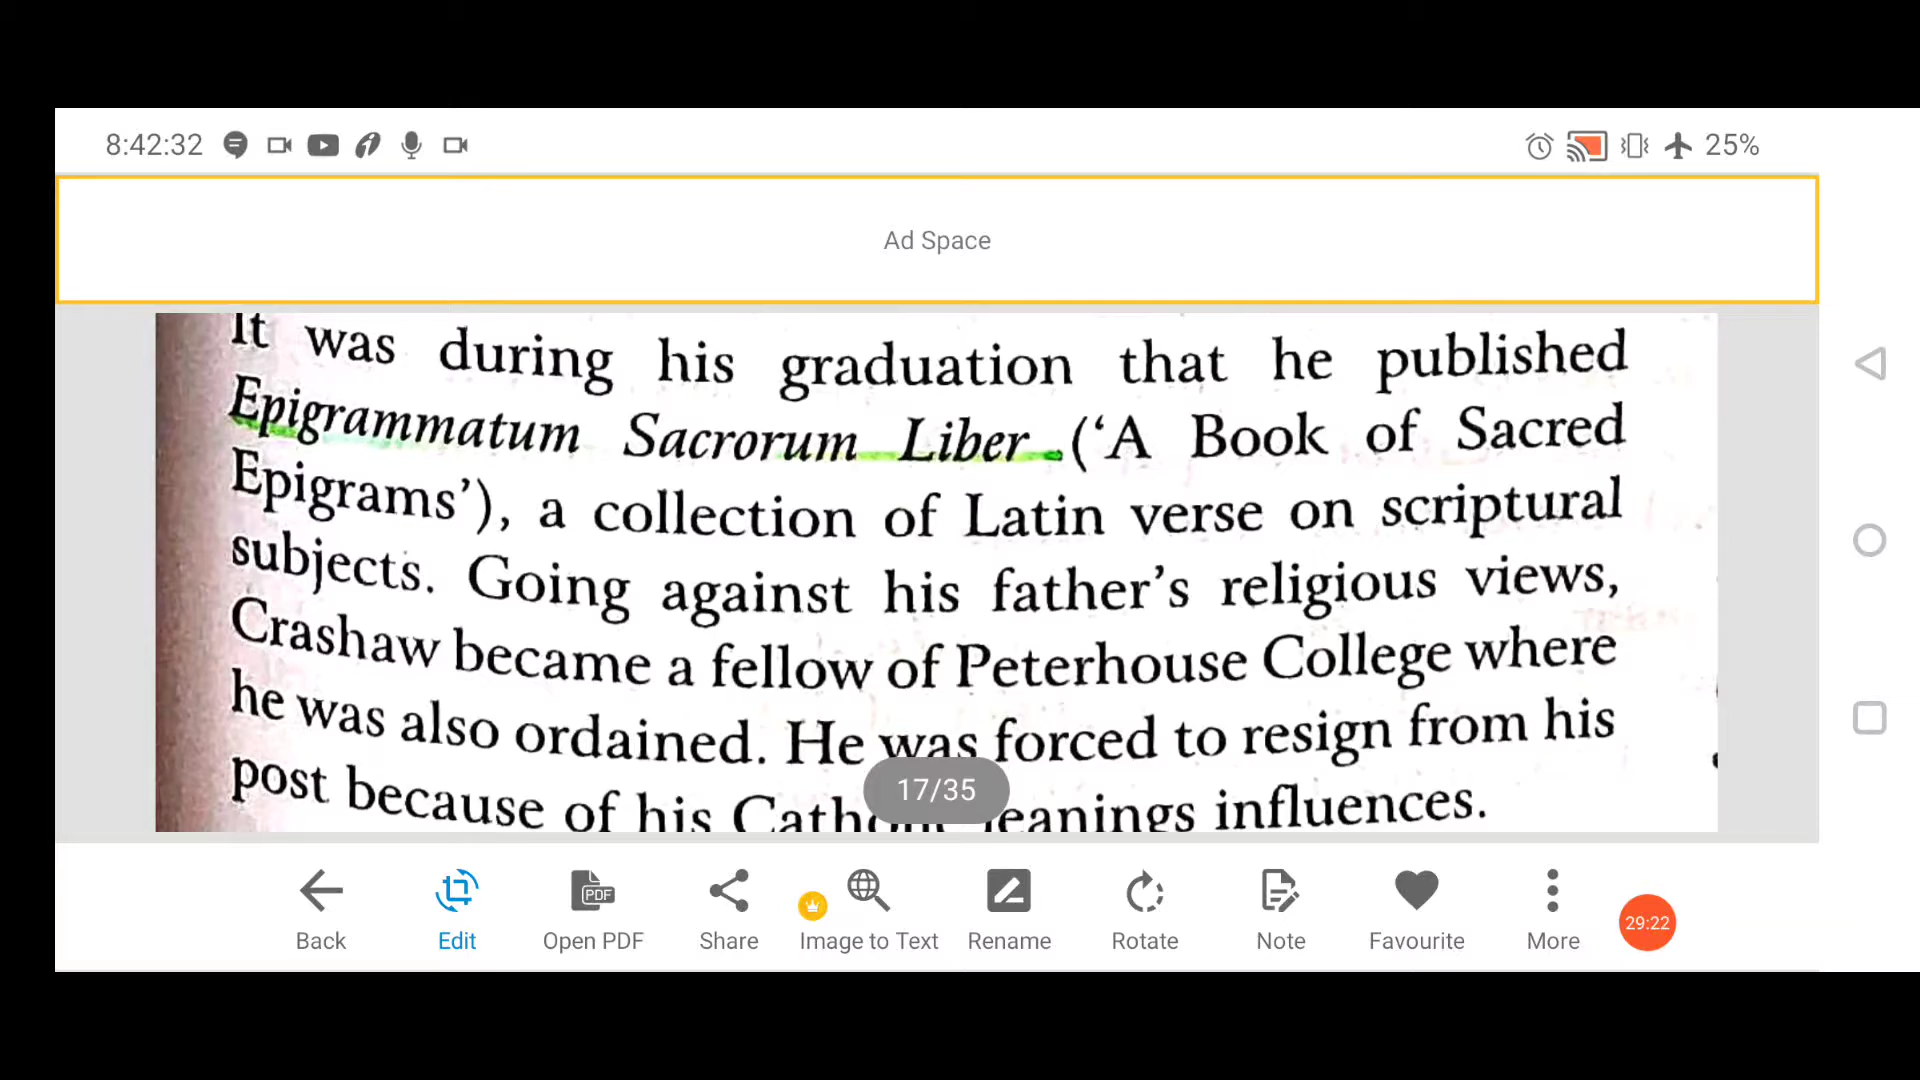 8:42:32
25%
Ad Space
It was during his graduation that he published
Epigrammatum Sacrorum Liber (‘A Book of Sacred
Epigrams’), a collection of Latin verse on scriptural
subjects. Going against his father’s religious views,
Crashaw became a fellow of Peterhouse College where
he was also ordained. He was forced to resign from his
post because of his leanings influences.
17/35
PDF
Back Edit Open PDF Share Image to Text Rename Rotate Note Favourite More
29:22